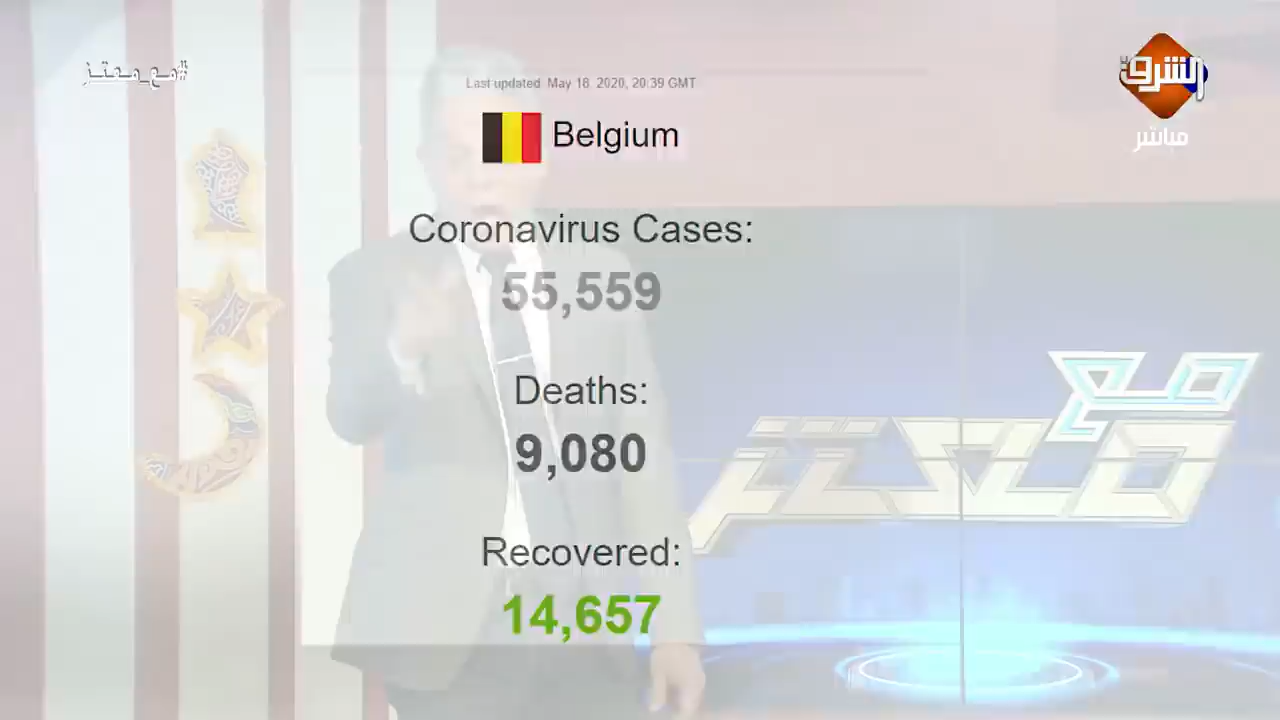 #مع_معتز
الشرق
مباشر
Last updated: May 18, 2020, 20:39 GMT
Belgium
Coronavirus Cases:
55,559
Deaths:
9,080
Recovered:
14,657
مع
معتز